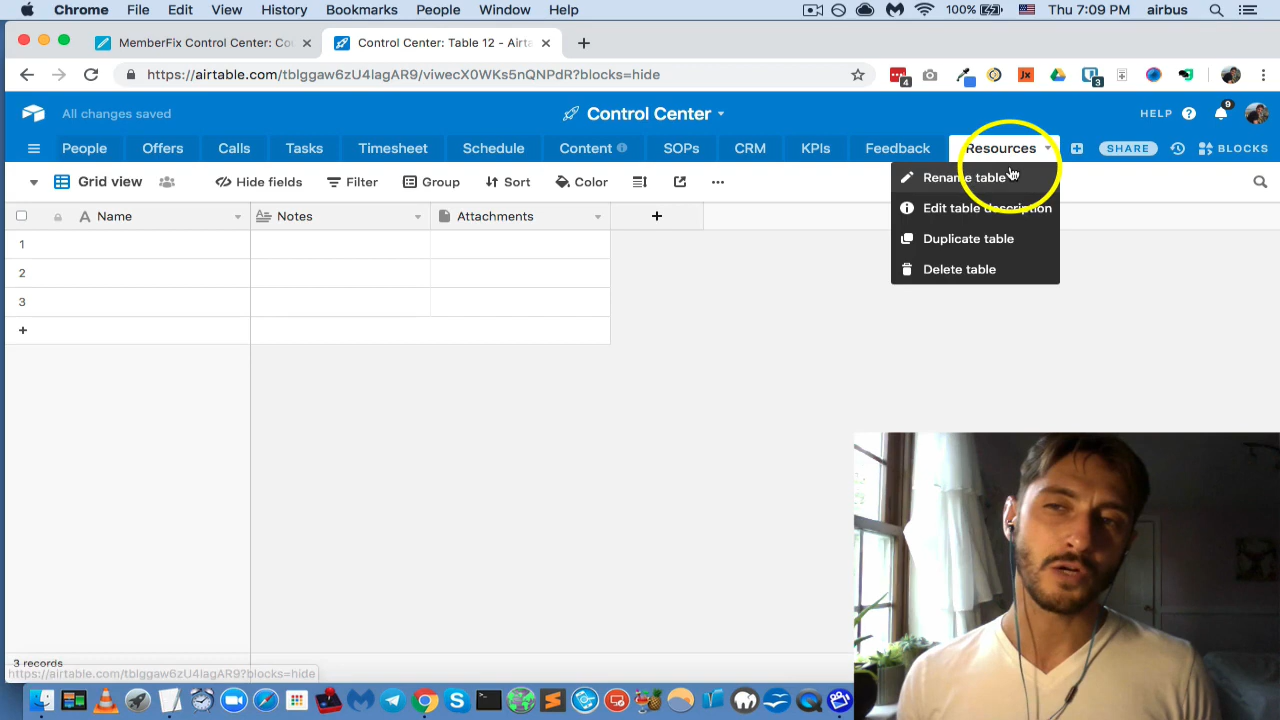 Chrome File Edit View History Bookmarks People Window Help 100% Thu 7:09 PM airbus
MemberFix Control Center: Co × Control Center: Table 12 - Airta × +
https://airtable.com/tblggaw6zU4lagAR9/viwecX0WKs5nQNPdR?blocks=hide 4 Jx 3
All changes saved Control Center HELP ? 9
People Offers Calls Tasks Timesheet Schedule Content SOPs CRM KPIs Feedback Resources SHARE BLOCKS
Grid view Hide fields Filter Group Sort Color
Rename table
Edit table description
Duplicate table
Delete table
Name Notes Attachments +
1
2
3
+
3 records
https://airtable.com/tblggaw6zU4lagAR9?blocks=hide